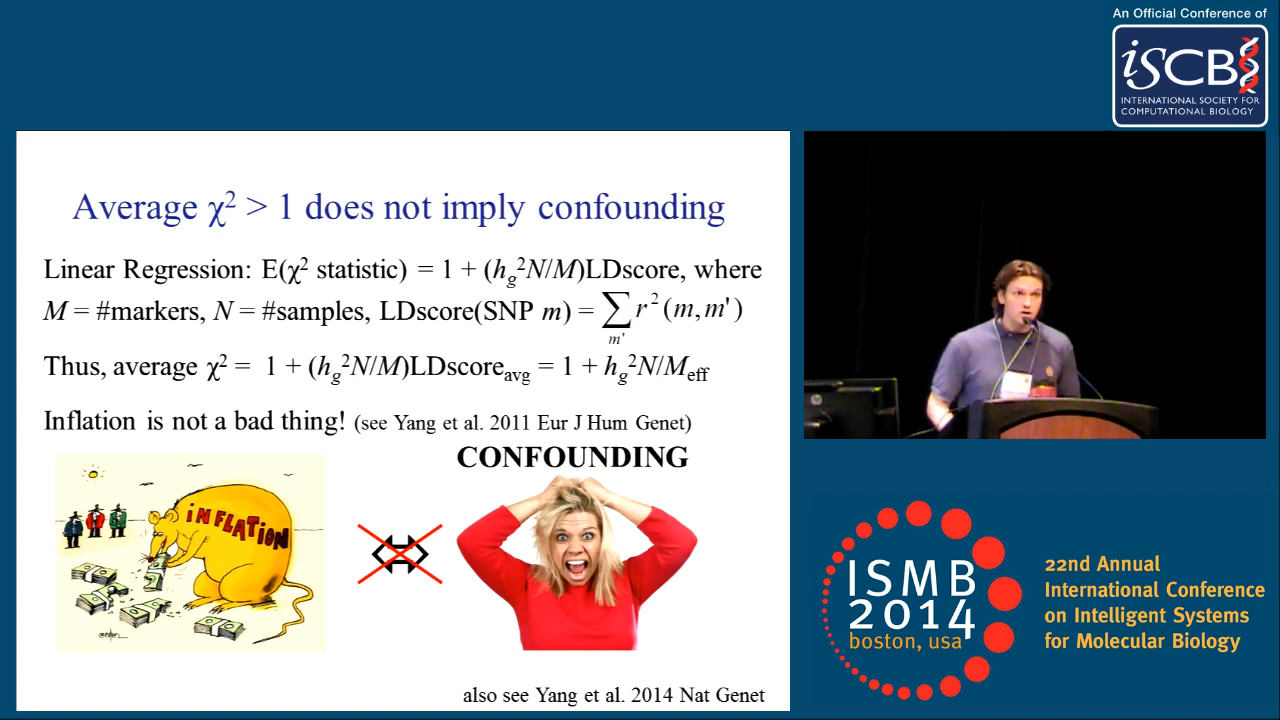 An Official Conference of
iSCB
INTERNATIONAL SOCIETY FOR
COMPUTATIONAL BIOLOGY
Average χ² > 1 does not imply confounding
Linear Regression: E(χ² statistic) = 1 + (h_g²N/M)LDscore, where
M = #markers, N = #samples, LDscore(SNP m) = ∑_{m'} r²(m,m')
Thus, average χ² = 1 + (h_g²N/M)LDscore_avg = 1 + h_g²N/M_eff
Inflation is not a bad thing! (see Yang et al. 2011 Eur J Hum Genet)
CONFOUNDING
INFLATION
also see Yang et al. 2014 Nat Genet
hp
ISMB
2014
boston, usa
22nd Annual
International Conference
on Intelligent Systems
for Molecular Biology